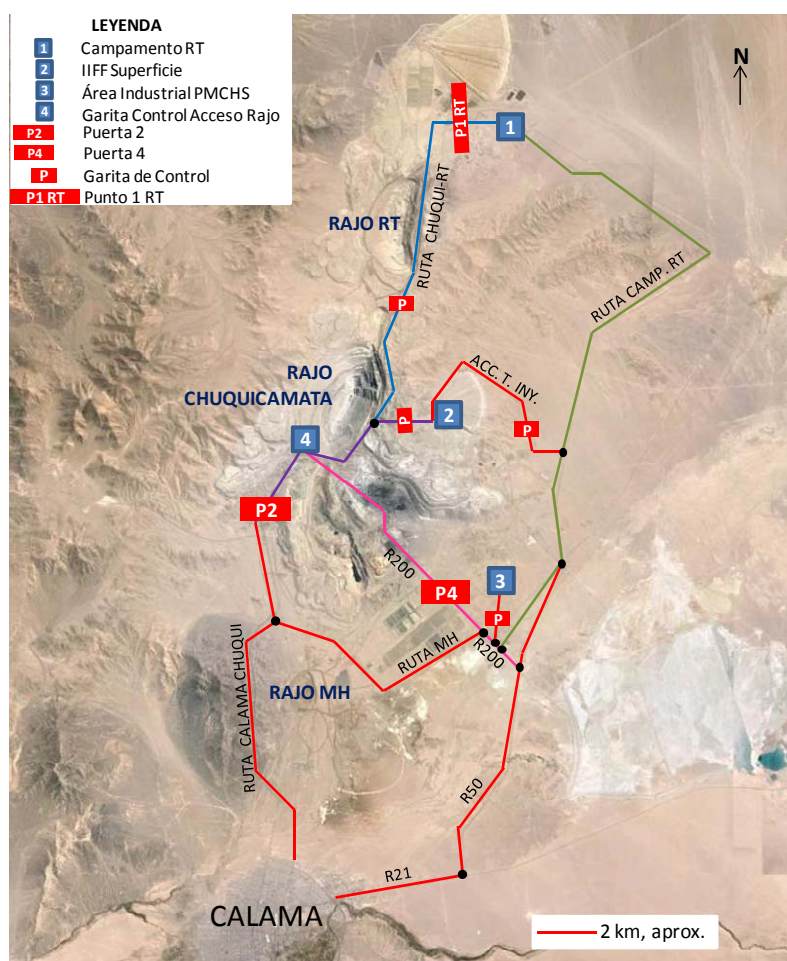 LEYENDA
1 Campamento RT
2 IIFF Superficie
3 Área Industrial PMCHS
4 Garita Control Acceso Rajo
P2 Puerta 2
P4 Puerta 4
P Garita de Control
P1 RT Punto 1 RT
N
P1 RT
1
RAJO RT
RUTA CHUQUI-RT
RUTA CAMP. RT
P
RAJO
CHUQUICAMATA
ACC. T. INY.
P
2
P
4
P2
R200
P4
3
P
RUTA MH
R200
RUTA CALAMA CHUQUI
RAJO MH
R50
R21
CALAMA
2 km, aprox.